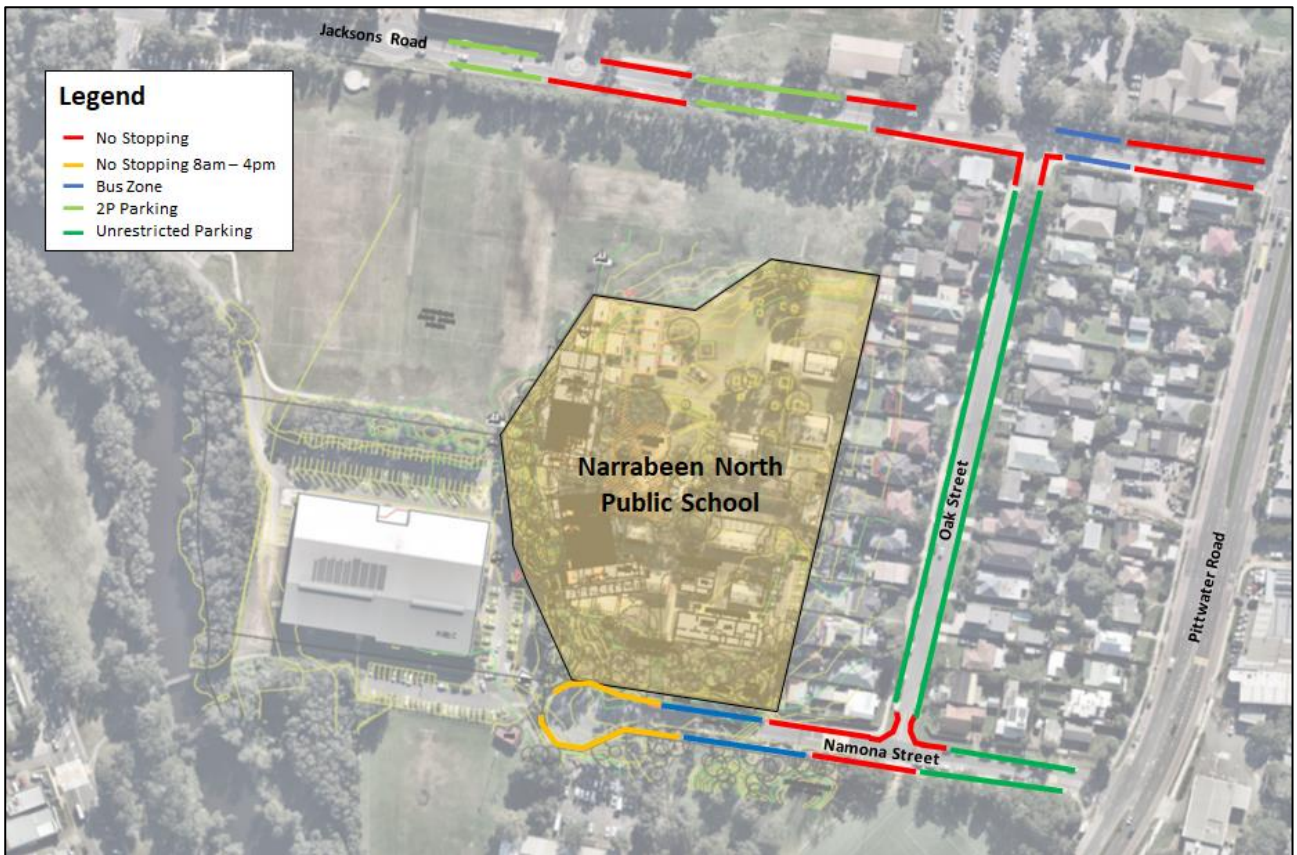 Jacksons Road
Legend
No Stopping
No Stopping 8am – 4pm
Bus Zone
2P Parking
Unrestricted Parking
Narrabeen North
Public School
Oak Street
Pittwater Road
Namona Street